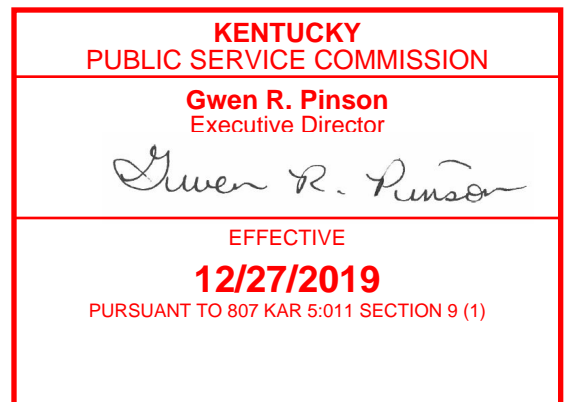 KENTUCKY
PUBLIC SERVICE COMMISSION
Gwen R. Pinson
Executive Director
Gwen R. Pinson
EFFECTIVE
12/27/2019
PURSUANT TO 807 KAR 5:011 SECTION 9 (1)